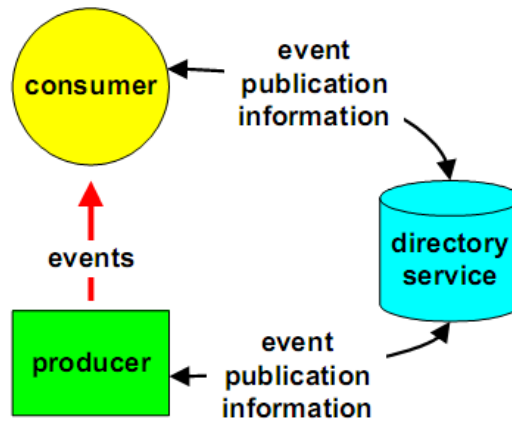 consumer
event
publication
information
directory
service
events
producer
event
publication
information